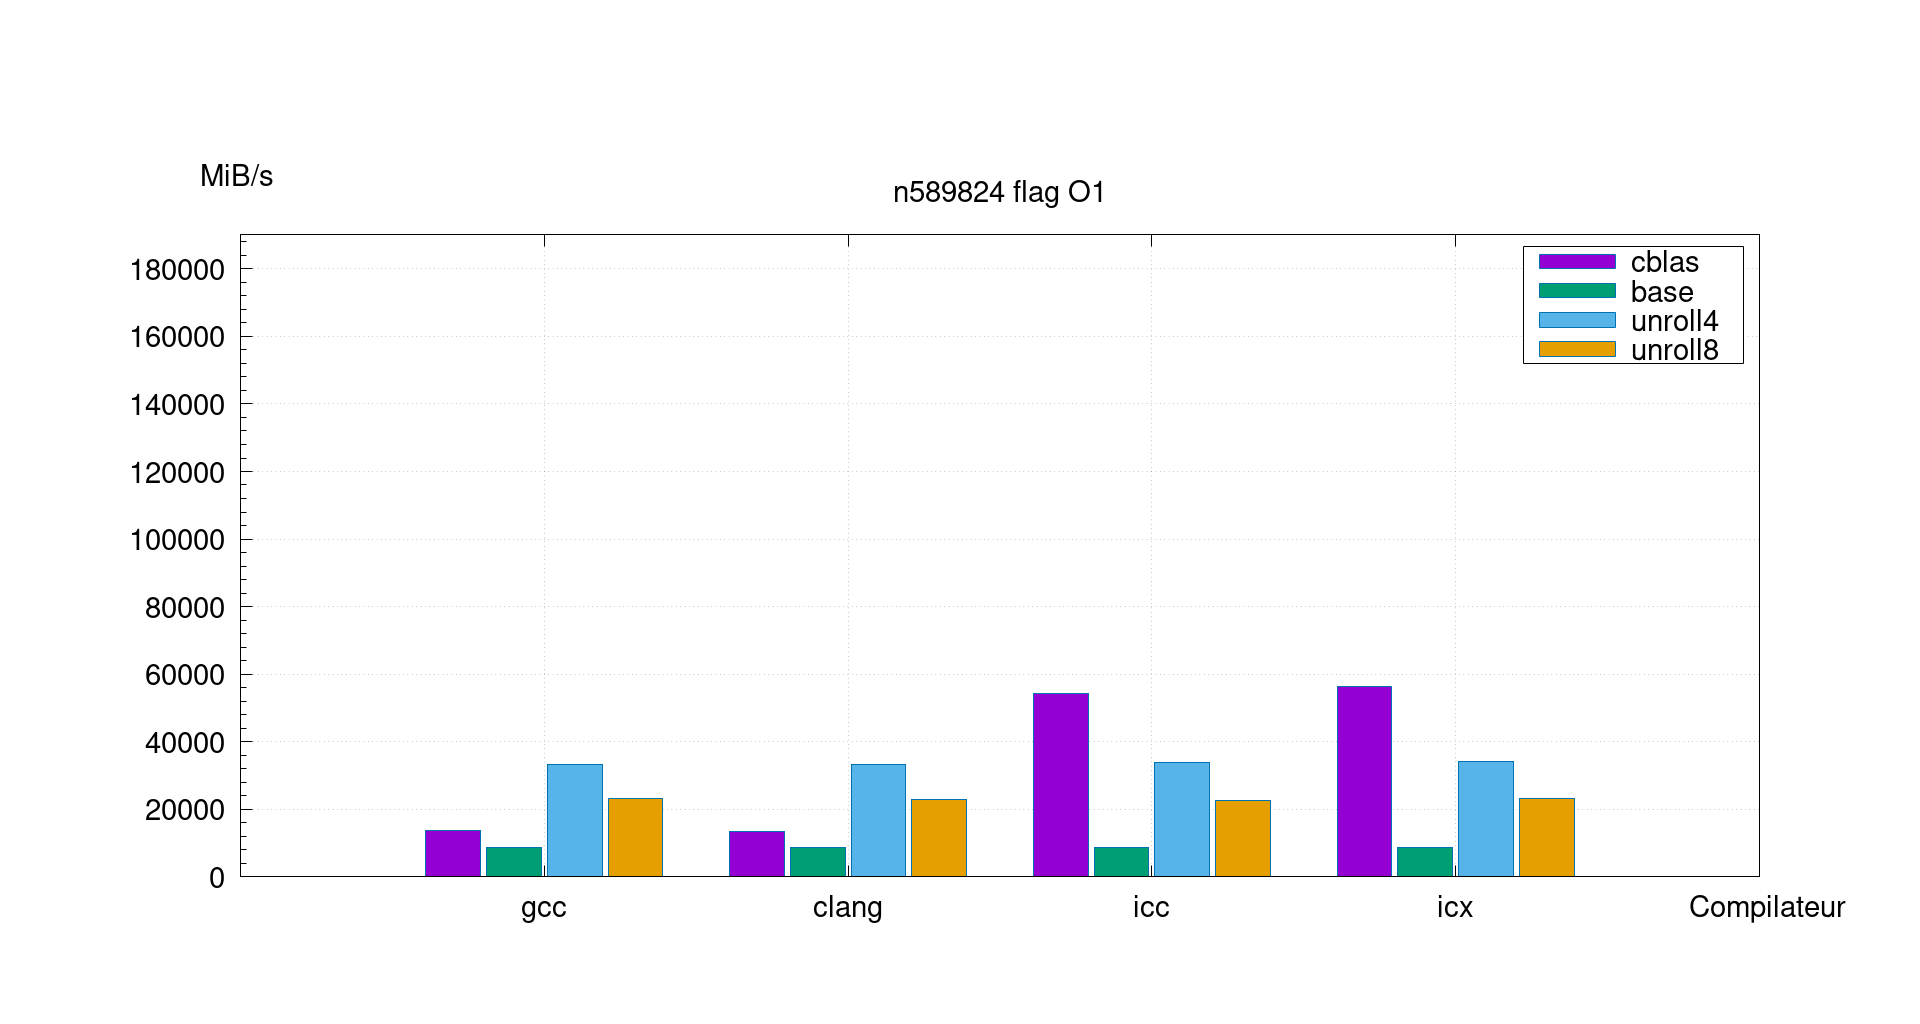 MiB/s
n589824 flag O1
180000
160000
140000
120000
100000
80000
60000
40000
20000
0
cblas
base
unroll4
unroll8
gcc
clang
icc
icx
Compilateur